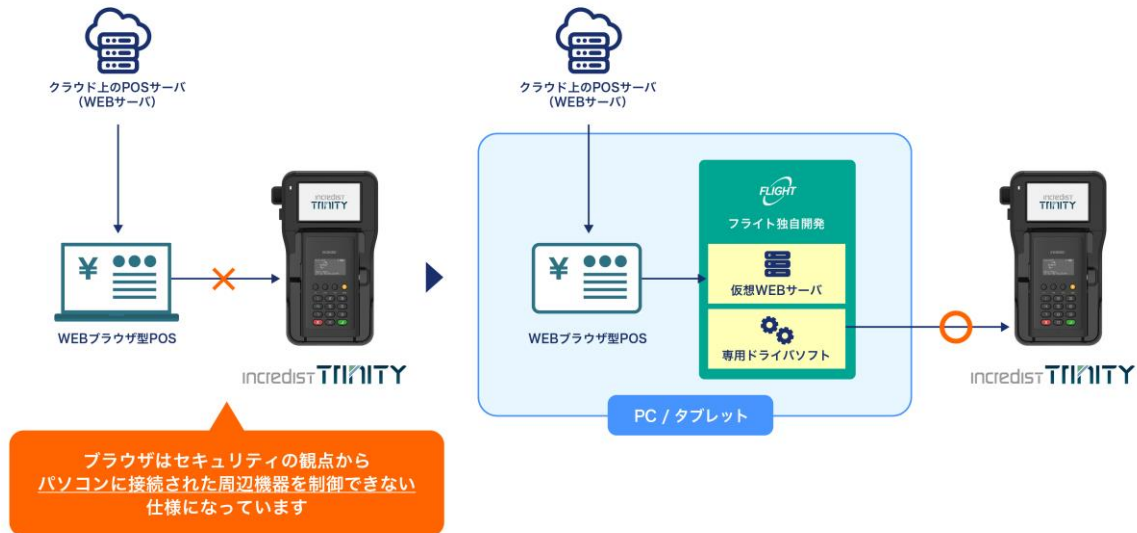 クラウド上のPOSサーバ
（WEBサーバ）
incredist
TRINITY
¥
WEBブラウザ型POS
incredist TRINITY
ブラウザはセキュリティの観点から
パソコンに接続された周辺機器を制御できない
仕様になっています
クラウド上のPOSサーバ
（WEBサーバ）
FLIGHT
フライト独自開発
¥
仮想WEBサーバ
WEBブラウザ型POS
専用ドライバソフト
PC / タブレット
incredist
TRINITY
incredist TRINITY